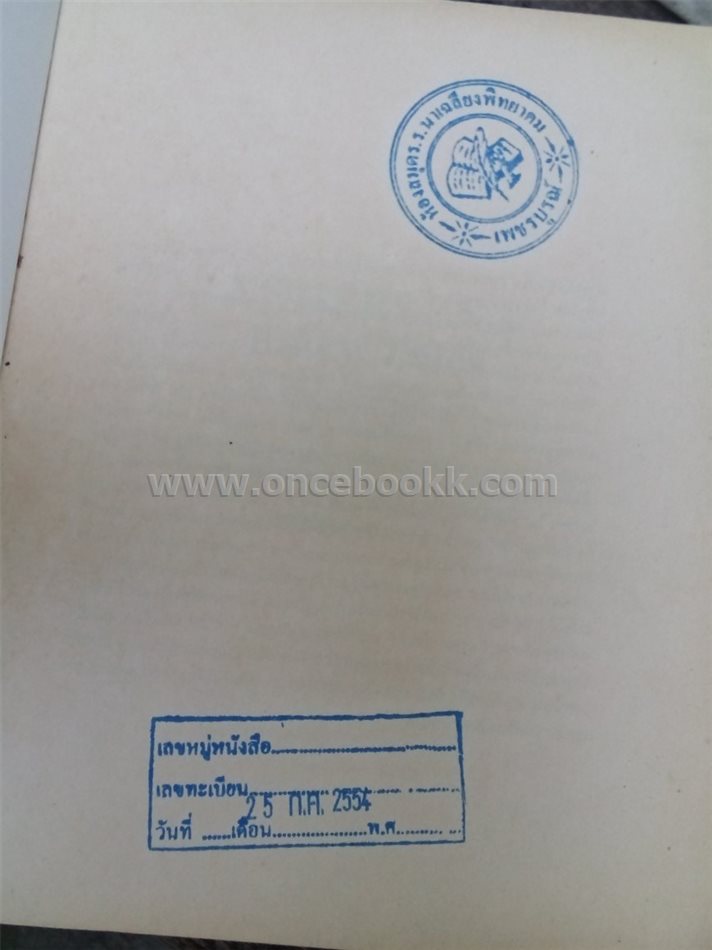 ห้องสมุด ร.ร. นาเฉลียงพิทยาคม
เพชรบูรณ์
www.oncebookk.com
เลขหมู่หนังสือ
เลขทะเบียน
25 ก.ค. 2554
วันที่ ......เดือน....................พ.ศ.............